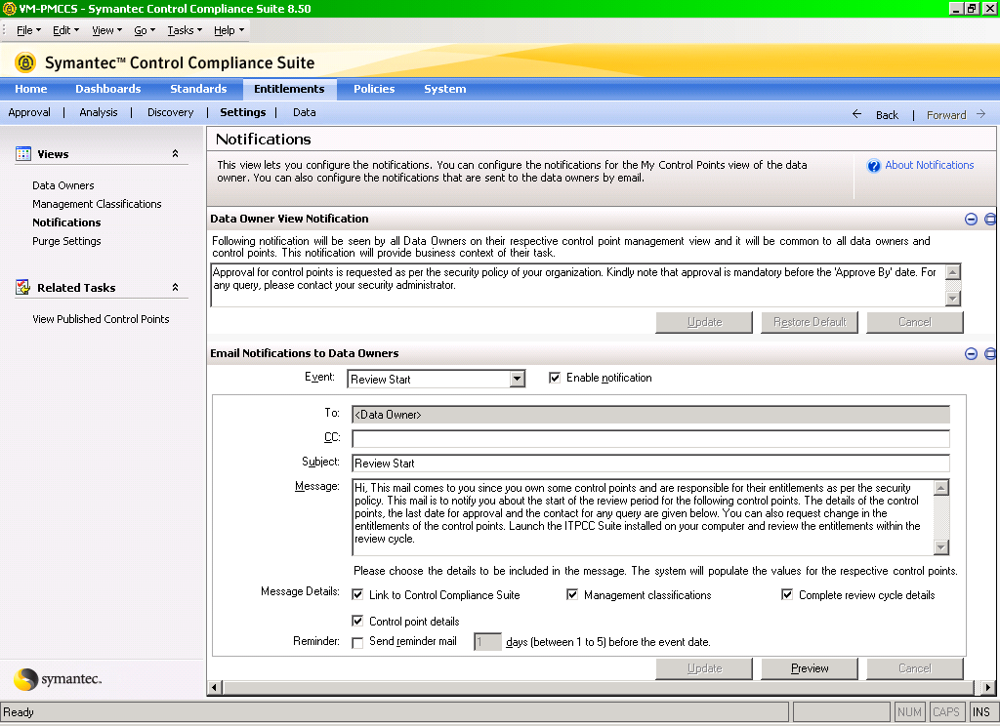 VM-PMCCS - Symantec Control Compliance Suite 8.50
File Edit View Go Tasks Help
Symantec™ Control Compliance Suite
Home Dashboards Standards Entitlements Policies System
Approval | Analysis | Discovery | Settings | Data
Back | Forward
Views
Data Owners
Management Classifications
Notifications
Purge Settings
Related Tasks
View Published Control Points
symantec.
Notifications
This view lets you configure the notifications. You can configure the notifications for the My Control Points view of the data
owner. You can also configure the notifications that are sent to the data owners by email.
About Notifications
Data Owner View Notification
Following notification will be seen by all Data Owners on their respective control point management view and it will be common to all data owners and
control points. This notification will provide business context of their task.
Approval for control points is requested as per the security policy of your organization. Kindly note that approval is mandatory before the 'Approve By' date. For
any query, please contact your security administrator.
Update Restore Default Cancel
Email Notifications to Data Owners
Event: Review Start Enable notification
To: <Data Owner>
CC:
Subject: Review Start
Message: Hi, This mail comes to you since you own some control points and are responsible for their entitlements as per the security
policy. This mail is to notify you about the start of the review period for the following control points. The details of the control
points, the last date for approval and the contact for any query are given below. You can also request change in the
entitlements of the control points. Launch the ITPCC Suite installed on your computer and review the entitlements within the
review cycle.
Please choose the details to be included in the message. The system will populate the values for the respective control points.
Message Details: Link to Control Compliance Suite Management classifications Complete review cycle details
Control point details
Reminder: Send reminder mail 1 days (between 1 to 5) before the event date.
Update Preview Cancel
Ready NUM CAPS INS